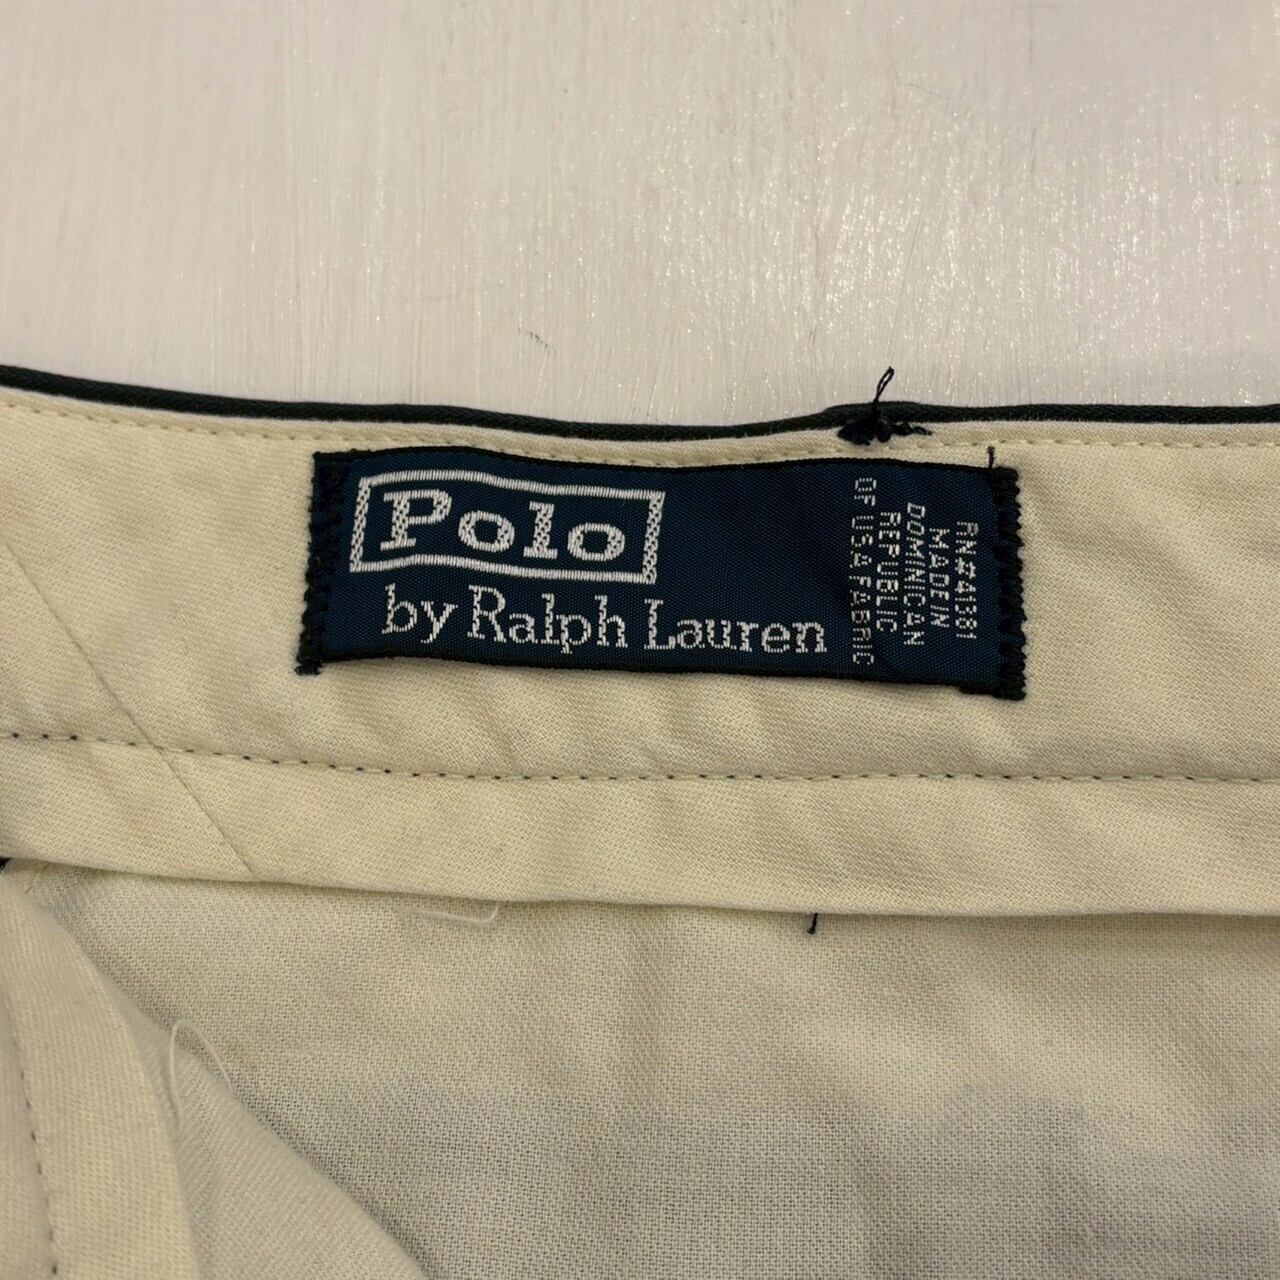 Polo
by Ralph Lauren
RN#41381
MADE IN
DOMINICAN
REPUBLIC
OF USA FABRIC